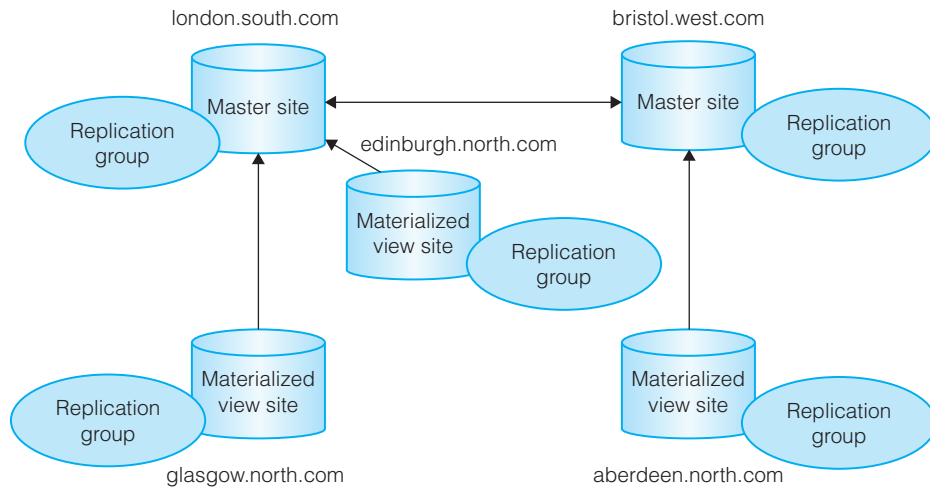 london.south.com
bristol.west.com
Master site
Master site
Replication
group
Replication
group
edinburgh.north.com
Materialized
view site
Replication
group
Materialized
view site
Materialized
view site
Replication
group
Replication
group
glasgow.north.com
aberdeen.north.com